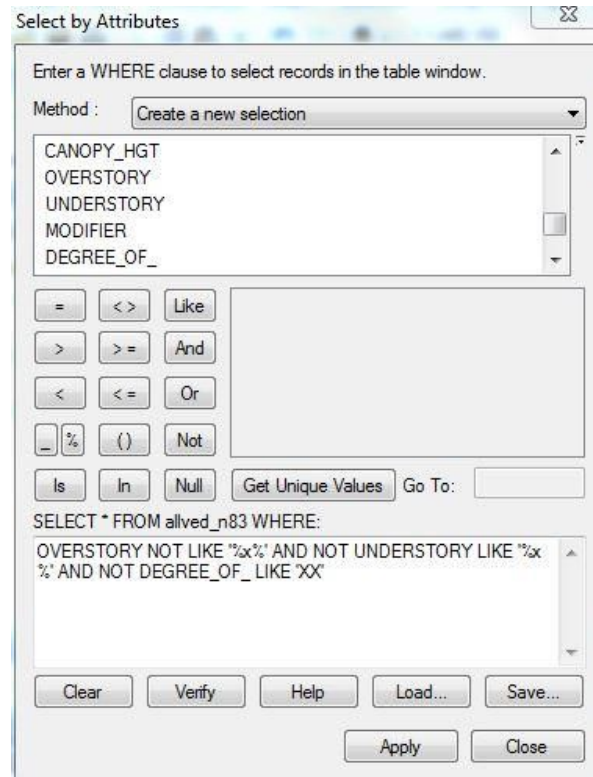 Select by Attributes
Enter a WHERE clause to select records in the table window.
Method : Create a new selection
CANOPY_HGT
OVERSTORY
UNDERSTORY
MODIFIER
DEGREE_OF_
= <> Like
> >= And
< <= Or
_ % () Not
Is In Null Get Unique Values Go To:
SELECT * FROM allved_n83 WHERE:
OVERSTORY NOT LIKE '%x%' AND NOT UNDERSTORY LIKE '%x
%' AND NOT DEGREE_OF_ LIKE 'XX'
Clear Verify Help Load... Save...
Apply Close